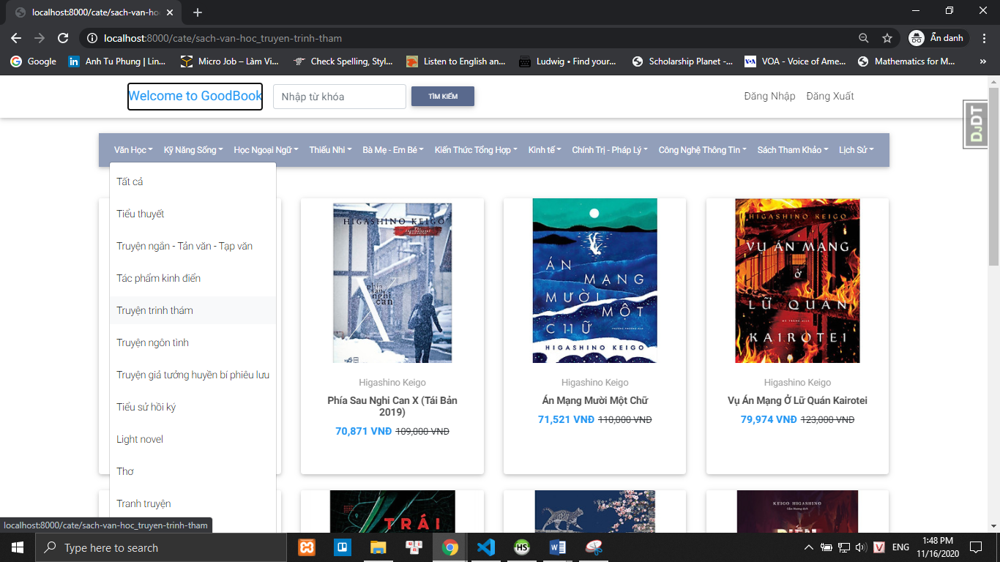 localhost:8000/cate/sach-van-ho
localhost:8000/cate/sach-van-hoc_truyen-trinh-tham
Ẩn danh
Google
Anh Tu Phung | Lin...
Micro Job – Làm Vi...
Check Spelling, Styl...
Listen to English an...
Ludwig • Find your...
Scholarship Planet -...
VOA - Voice of Ame...
Mathematics for M...
»
Welcome to GoodBook
Nhập từ khóa
TÌM KIẾM
Đăng Nhập
Đăng Xuất
DJDT
Văn Học
Kỹ Năng Sống
Học Ngoại Ngữ
Thiếu Nhi
Bà Mẹ - Em Bé
Kiến Thức Tổng Hợp
Kinh tế
Chính Trị - Pháp Lý
Công Nghệ Thông Tin
Sách Tham Khảo
Lịch Sử
Tất cả
Tiểu thuyết
Truyện ngắn - Tản văn - Tạp văn
Tác phẩm kinh điển
Truyện trinh thám
Truyện ngôn tình
Truyện giả tưởng huyền bí phiêu lưu
Tiểu sử hồi ký
Light novel
Thơ
Tranh truyện
HIGASHINO KEIGO
X
phía sau nghi can
Higashino Keigo
Phía Sau Nghi Can X (Tái Bản
2019)
70,871 VNĐ 109,000 VNĐ
ÁN
MẠNG
MƯỜI
MỘT
CHỮ
HIGASHINO KEIGO
Higashino Keigo
Án Mạng Mười Một Chữ
71,521 VNĐ 110,000 VNĐ
HIGASHINO KEIGO
VỤ ÁN MẠNG
Ở
LỮ QUÁN
KAIROTEI
Higashino Keigo
Vụ Án Mạng Ở Lữ Quán Kairotei
79,974 VNĐ 123,000 VNĐ
TRÁI
KEIGO HIGASHINO
localhost:8000/cate/sach-van-hoc_truyen-trinh-tham
Type here to search
HS
W
V
ENG
1:48 PM
11/16/2020